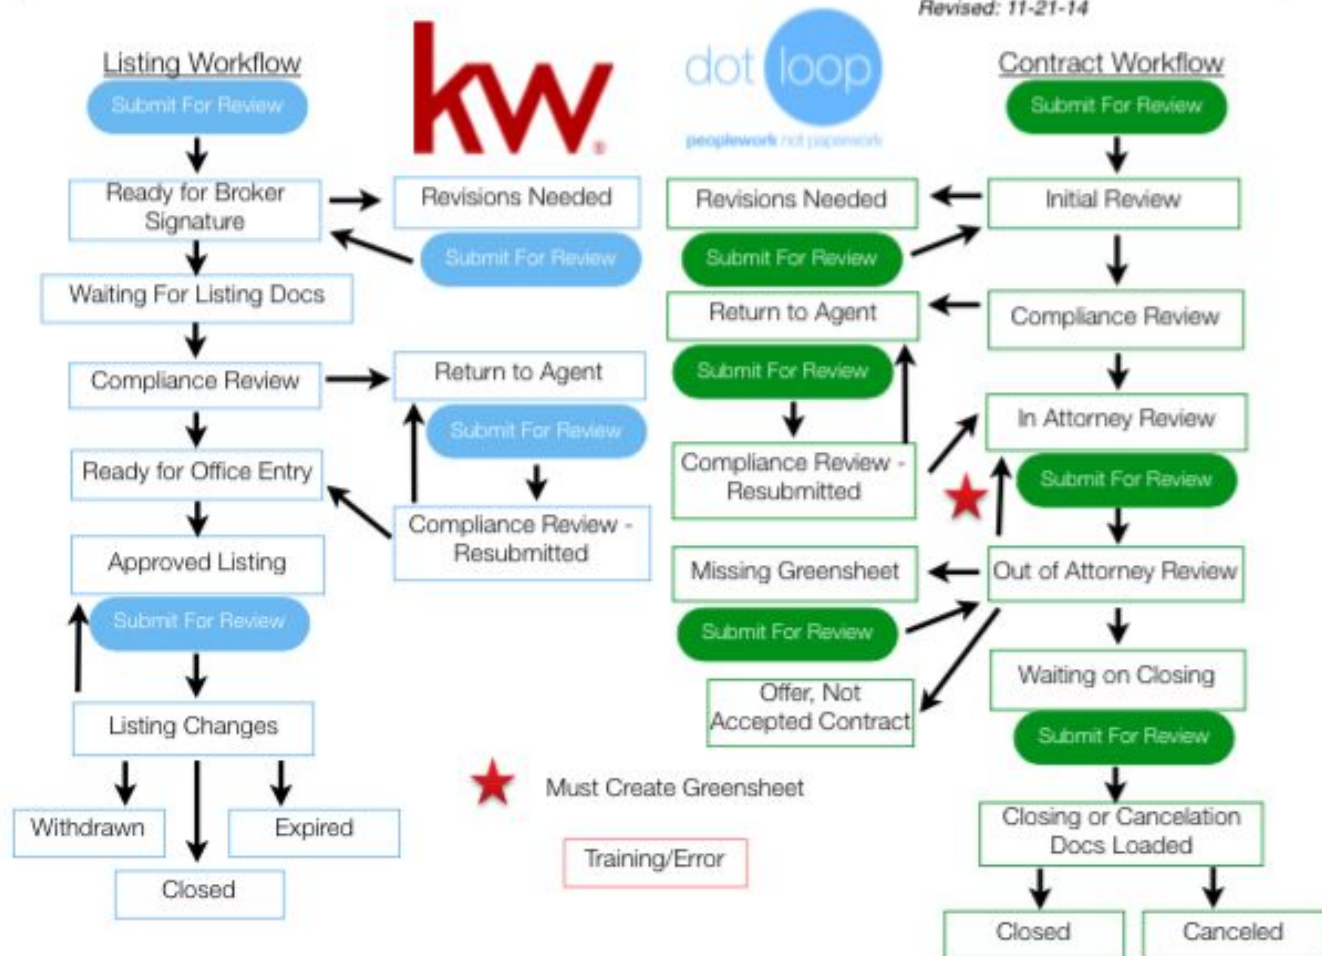 Revised: 11-21-14
Listing Workflow
Submit For Review
Ready for Broker
Signature
Revisions Needed
Submit For Review
Waiting For Listing Docs
Compliance Review
Return to Agent
Submit For Review
Ready for Office Entry
Compliance Review -
Resubmitted
Approved Listing
Submit For Review
Listing Changes
Withdrawn
Expired
Closed
kw
®
dot loop
peoplework not paperwork
Contract Workflow
Submit For Review
Revisions Needed
Initial Review
Submit For Review
Return to Agent
Compliance Review
Submit For Review
In Attorney Review
Submit For Review
Compliance Review -
Resubmitted
Missing Greensheet
Out of Attorney Review
Submit For Review
Waiting on Closing
Offer, Not
Accepted Contract
Submit For Review
Closing or Cancelation
Docs Loaded
Closed
Canceled
Must Create Greensheet
Training/Error